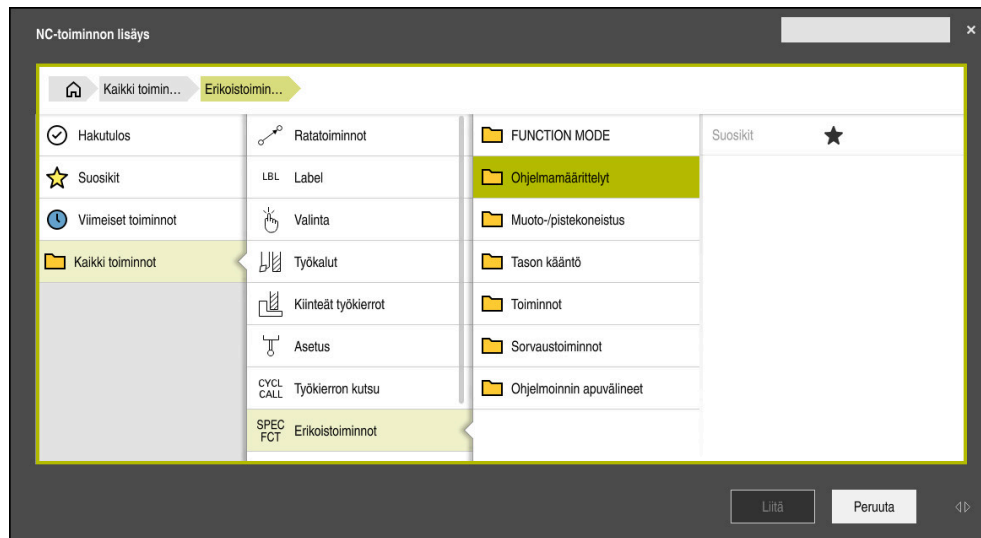 NC-toiminnon lisäys
Kaikki toimin...
Erikoistoimin...
Hakutulos
Suosikit
Viimeiset toiminnot
Kaikki toiminnot
Ratatoiminnot
LBL Label
Valinta
Työkalut
Kiinteät työkierrot
Asetus
CYCL
CALL
Työkierron kutsu
SPEC
FCT
Erikoistoiminnot
FUNCTION MODE
Ohjelmamäärittelyt
Muoto-/pistekoneistus
Tason kääntö
Toiminnot
Sorvaustoiminnot
Ohjelmoinnin apuvälineet
Suosikit
Liitä
Peruuta